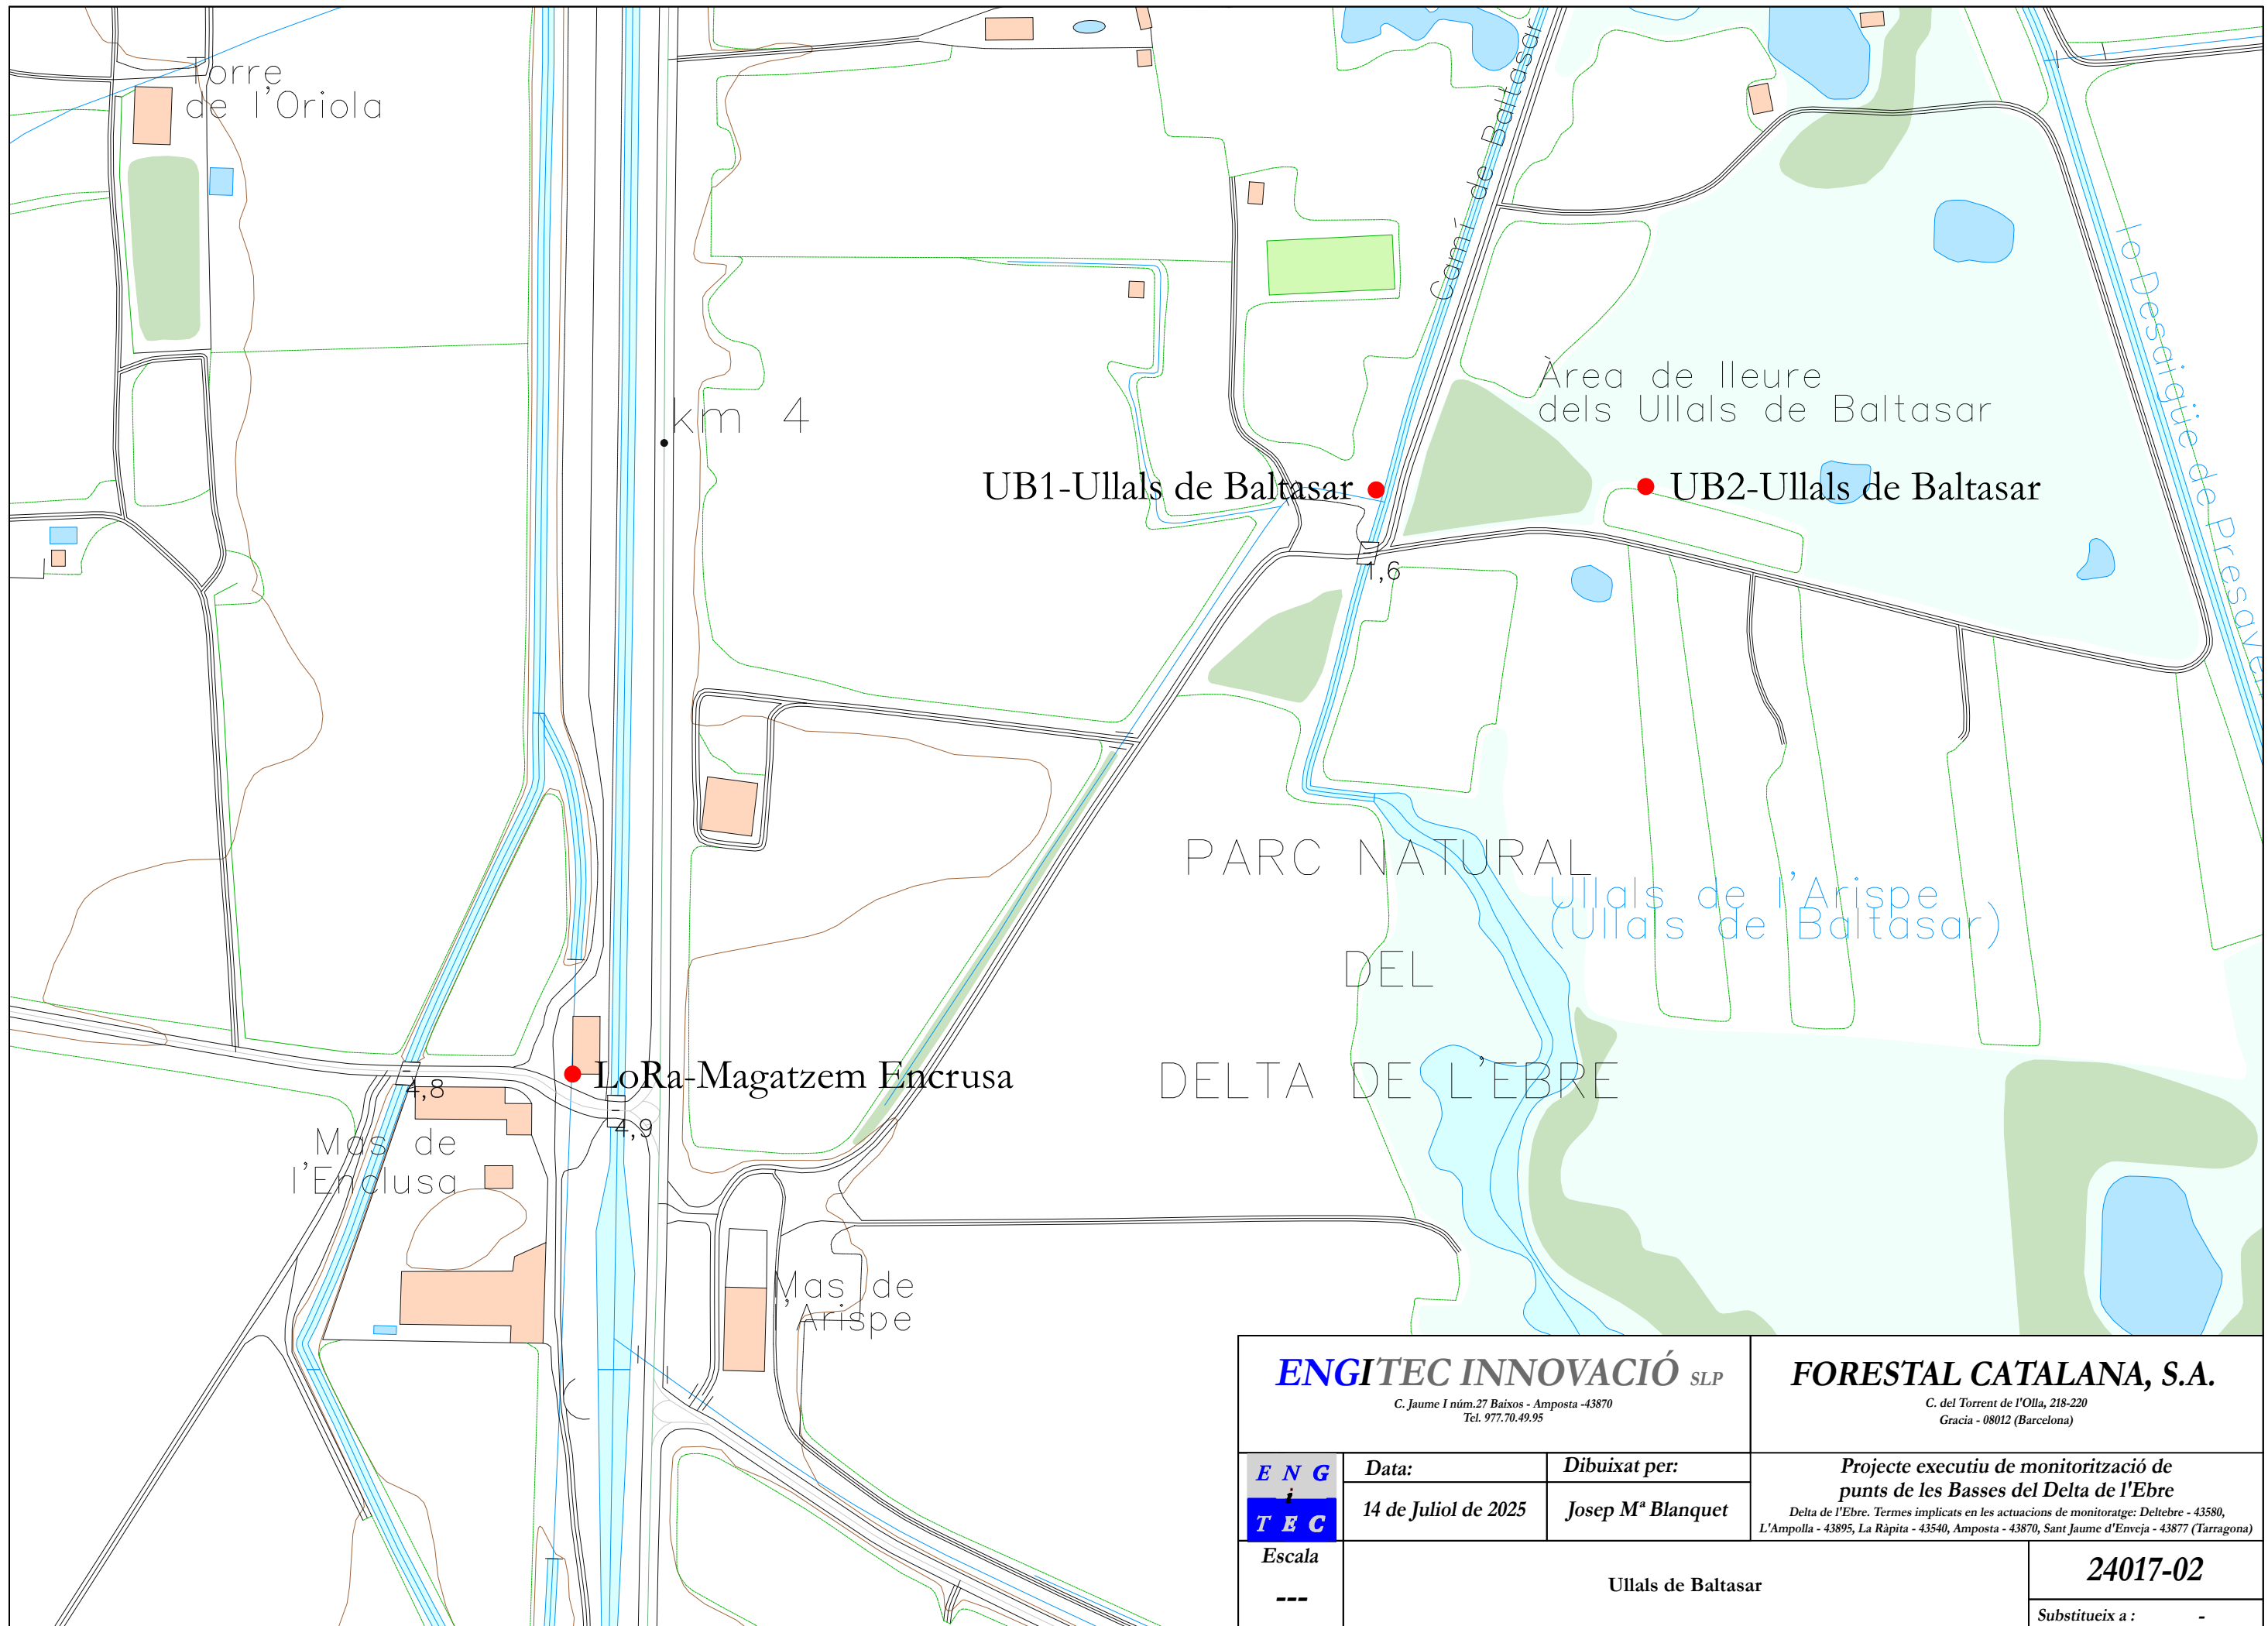 Torre
de l'Oriola
Camí de Baltasar
lo Desaigüe de Presaver
km 4
Àrea de lleure
dels Ullals de Baltasar
UB1-Ullals de Baltasar
UB2-Ullals de Baltasar
1,6
PARC NATURAL
DEL
DELTA DE L'EBRE
Ullals de l'Arispe
(Ullals de Baltasar)
LoRa-Magatzem Encrusa
4,8
4,9
Mas de
l'Enclusa
Mas de
l'Arispe
ENGITEC INNOVACIÓ SLP
C. Jaume I núm.27 Baixos - Amposta -43870
Tel. 977.70.49.95
FORESTAL CATALANA, S.A.
C. del Torrent de l'Olla, 218-220
Gracia - 08012 (Barcelona)
E N G
i
T E C
Data:
14 de Juliol de 2025
Dibuixat per:
Josep Mª Blanquet
Projecte executiu de monitorització de
punts de les Basses del Delta de l'Ebre
Delta de l'Ebre. Termes implicats en les actuacions de monitoratge: Deltebre - 43580,
L'Ampolla - 43895, La Ràpita - 43540, Amposta - 43870, Sant Jaume d'Enveja - 43877 (Tarragona)
Escala
---
Ullals de Baltasar
24017-02
Substitueix a : -